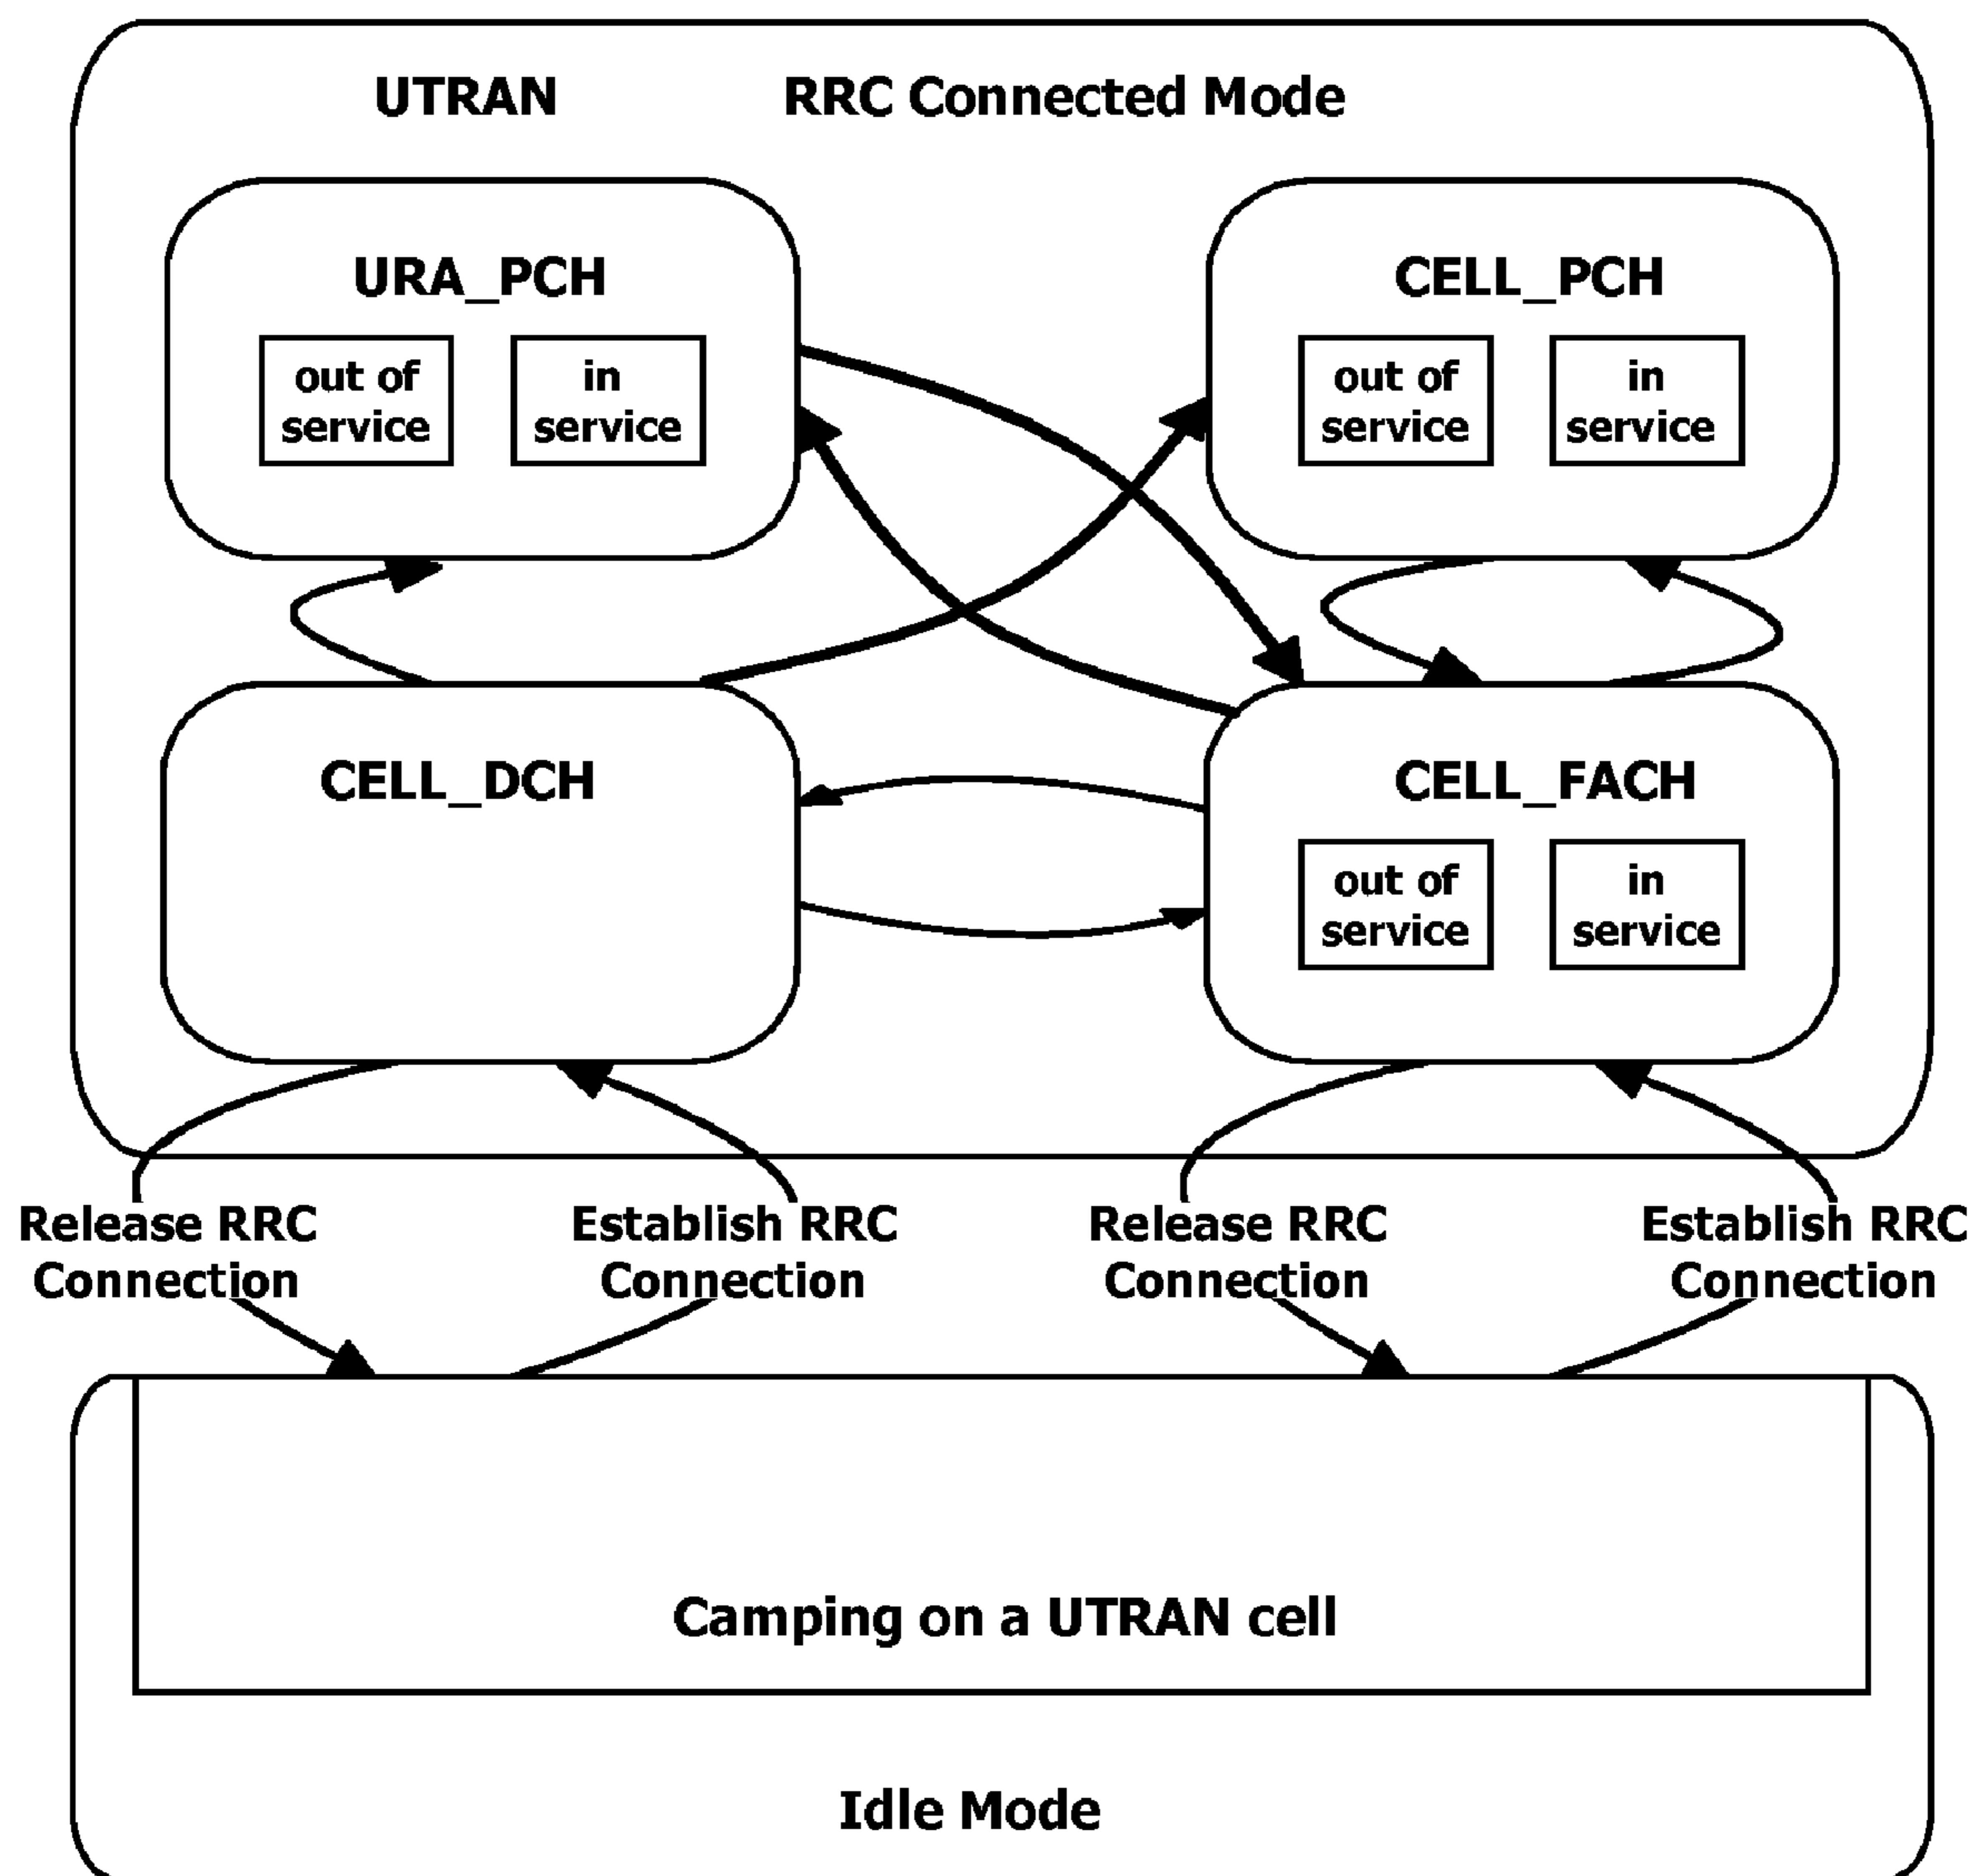 UTRAN RRC Connected Mode
URA_PCH
out of
service
in
service
CELL_PCH
out of
service
in
service
CELL_DCH
CELL_FACH
out of
service
in
service
Release RRC
Connection
Establish RRC
Connection
Release RRC
Connection
Establish RRC
Connection
Camping on a UTRAN cell
Idle Mode